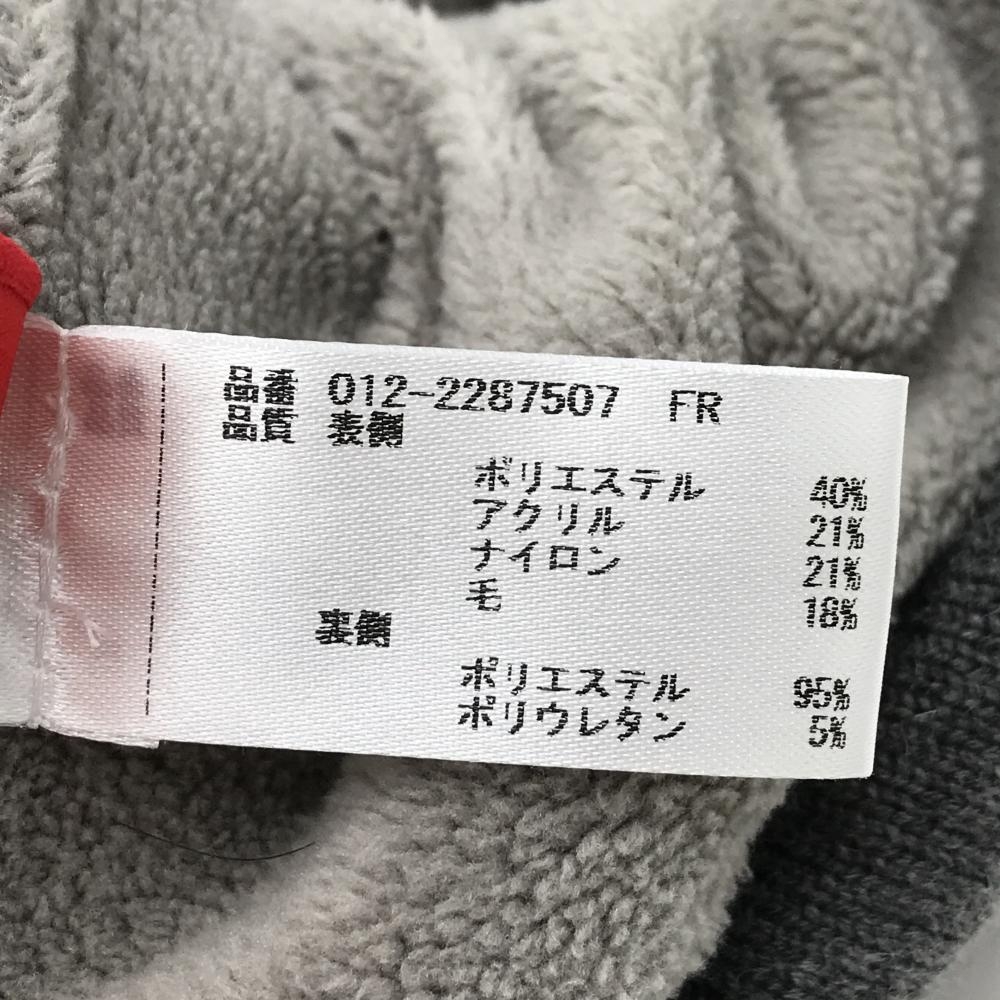 品番 012-2287507 FR
品質 表側
ポリエステル 40%
アクリル 21%
ナイロン 21%
毛 18%
裏側
ポリエステル 95%
ポリウレタン 5%